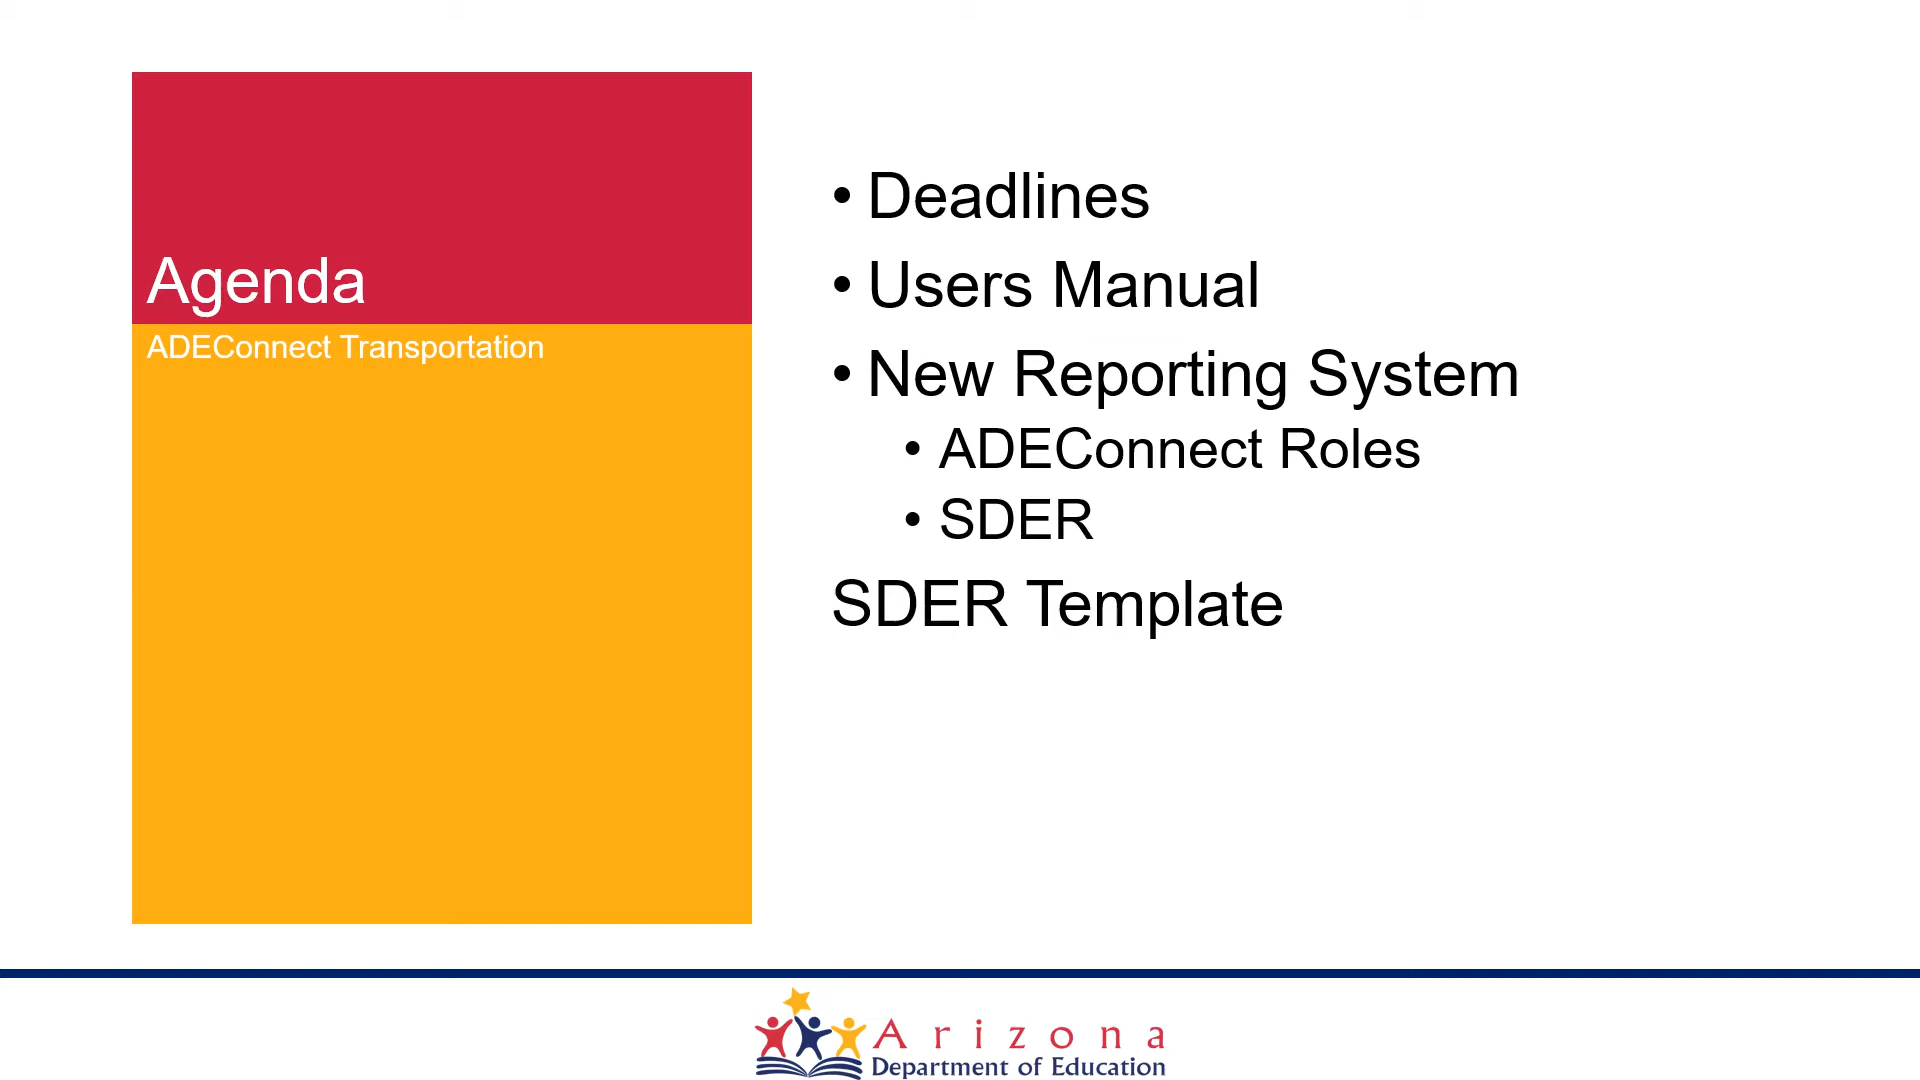 Agenda
ADEConnect Transportation
• Deadlines
• Users Manual
• New Reporting System
• ADEConnect Roles
• SDER
SDER Template
Arizona
Department of Education